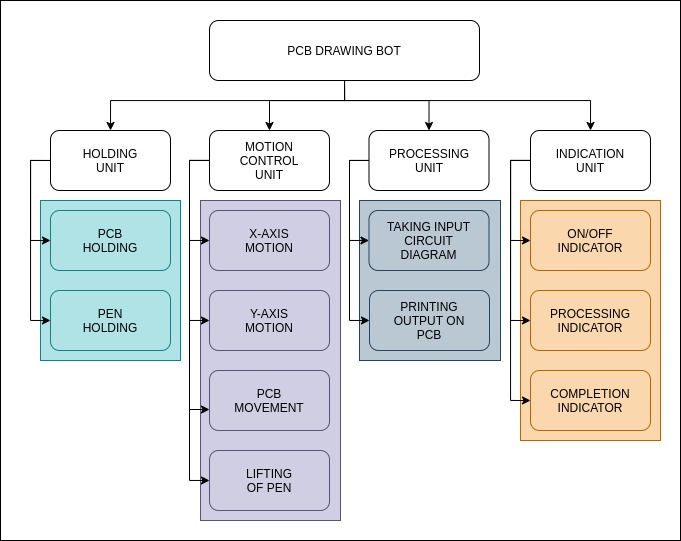 PCB DRAWING BOT
HOLDING
UNIT
MOTION
CONTROL
UNIT
PROCESSING
UNIT
INDICATION
UNIT
PCB
HOLDING
PEN
HOLDING
X-AXIS
MOTION
Y-AXIS
MOTION
PCB
MOVEMENT
LIFTING
OF PEN
TAKING INPUT
CIRCUIT
DIAGRAM
PRINTING
OUTPUT ON
PCB
ON/OFF
INDICATOR
PROCESSING
INDICATOR
COMPLETION
INDICATOR